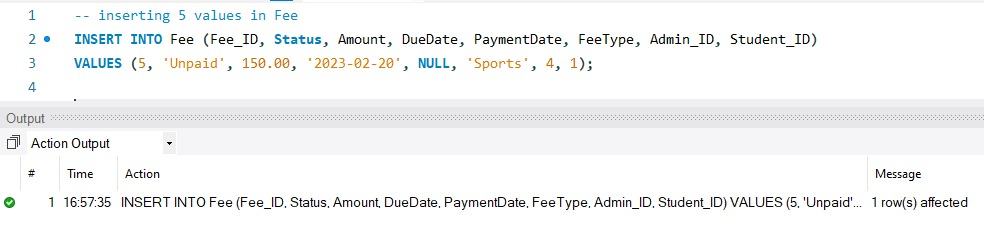 1 -- inserting 5 values in Fee
2 INSERT INTO Fee (Fee_ID, Status, Amount, DueDate, PaymentDate, FeeType, Admin_ID, Student_ID)
3 VALUES (5, 'Unpaid', 150.00, '2023-02-20', NULL, 'Sports', 4, 1);
4
Output
Action Output
# Time Action Message
1 16:57:35 INSERT INTO Fee (Fee_ID, Status, Amount, DueDate, PaymentDate, FeeType, Admin_ID, Student_ID) VALUES (5, 'Unpaid'... 1 row(s) affected